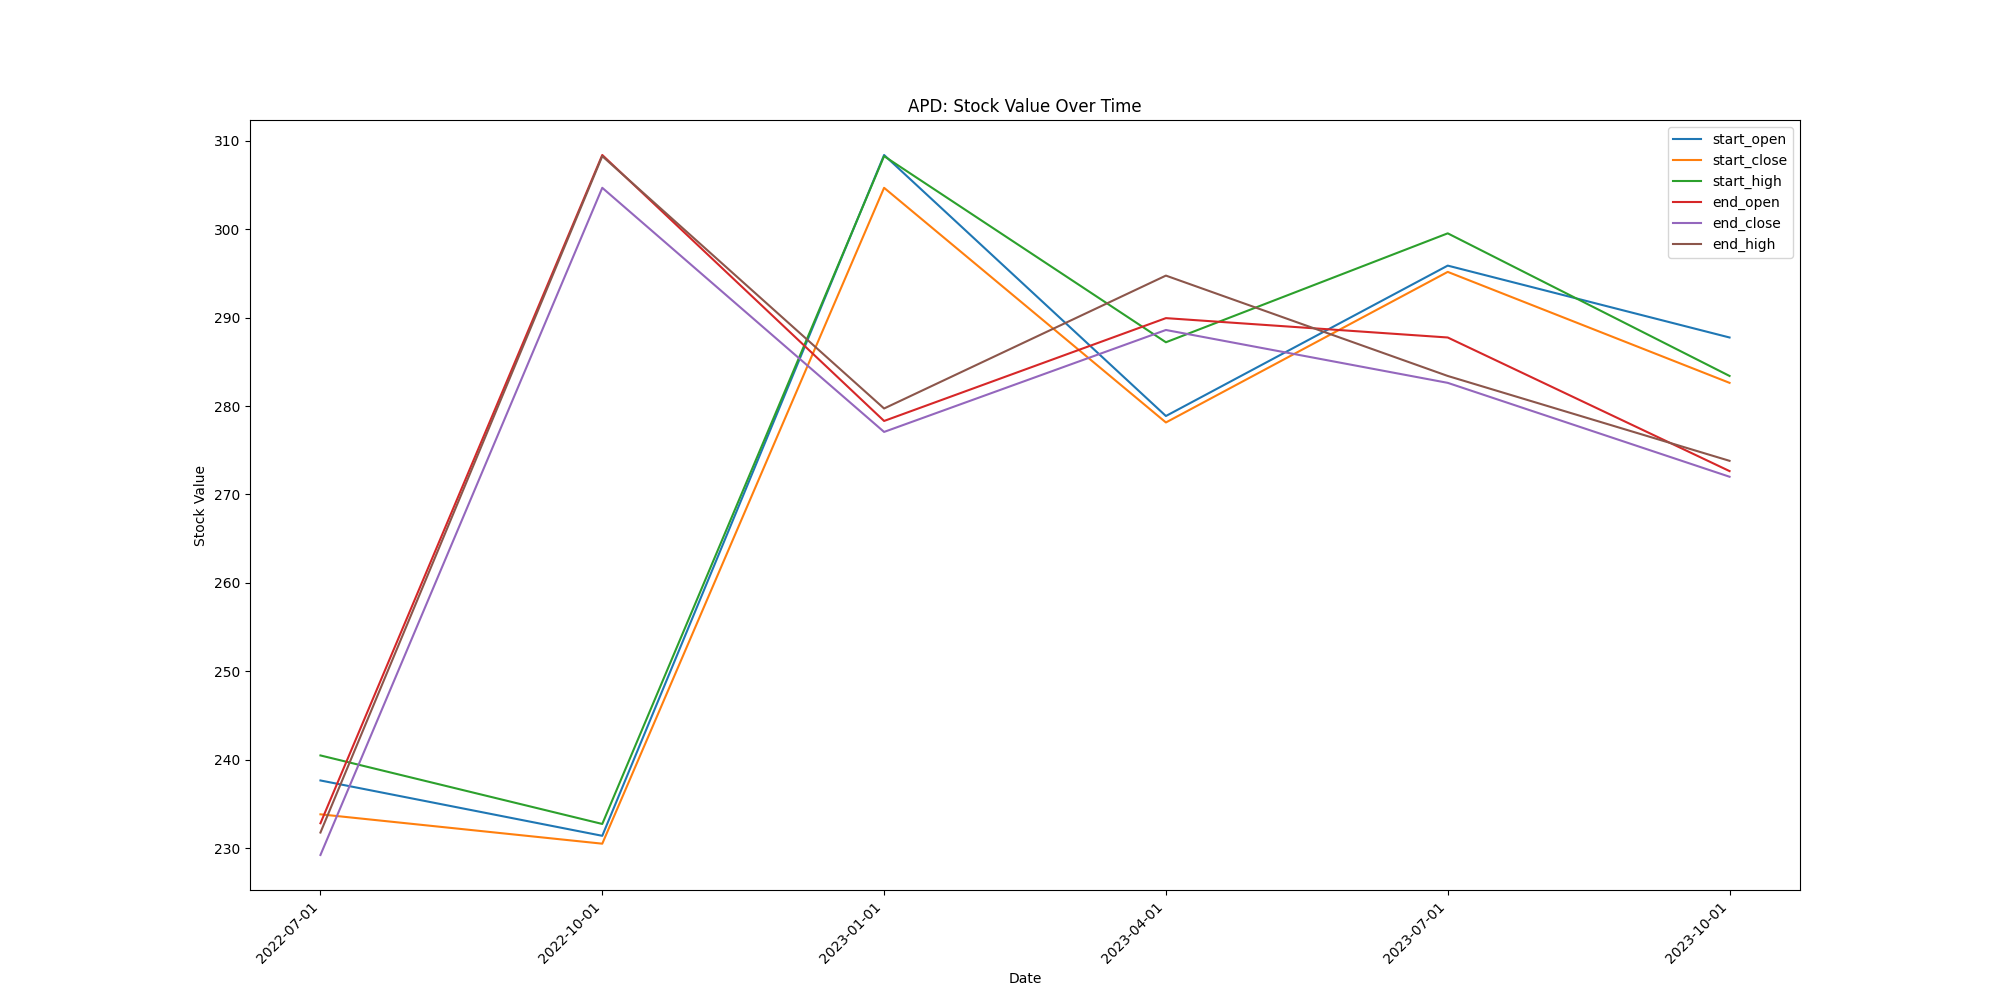 APD: Stock Value Over Time
start_open
start_close
start_high
end_open
end_close
end_high
310
300
290
280
270
260
250
240
230
Stock Value
2022-07-01
2022-10-01
2023-01-01
2023-04-01
2023-07-01
2023-10-01
Date